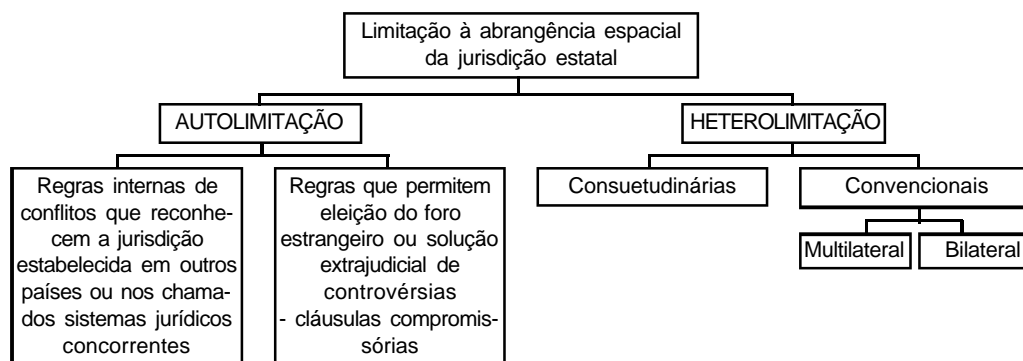 Limitação à abrangência espacial
da jurisdição estatal
AUTOLIMITAÇÃO
HETEROLIMITAÇÃO
Regras internas de
conflitos que reconhe-
cem a jurisdição
estabelecida em outros
países ou nos chama-
dos sistemas jurídicos
concorrentes
Regras que permitem
eleição do foro
estrangeiro ou solução
extrajudicial de
controvérsias
- cláusulas compromis-
sórias
Consuetudinárias
Convencionais
Multilateral
Bilateral